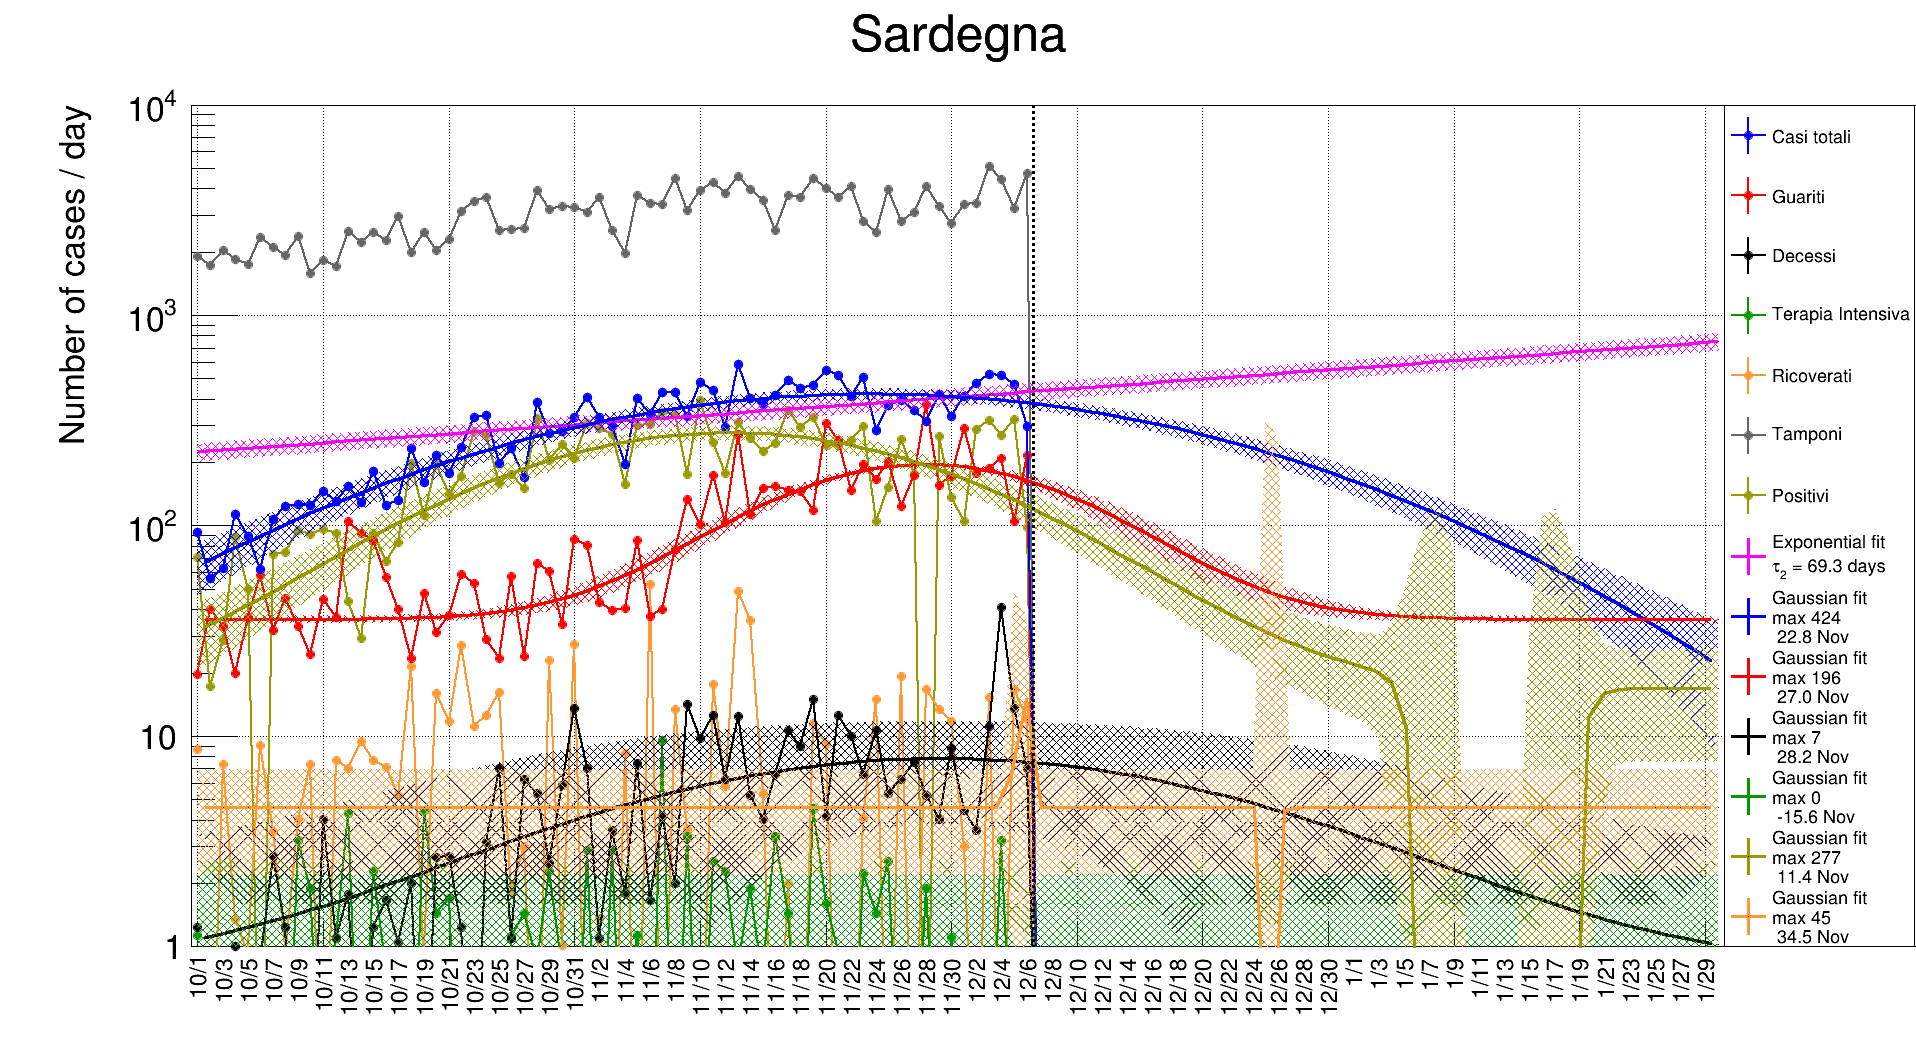 Sardegna
Number of cases / day
10^4
10^3
10^2
10
1
10/1
10/3
10/5
10/7
10/9
10/11
10/13
10/15
10/17
10/19
10/21
10/23
10/25
10/27
10/29
10/31
11/2
11/4
11/6
11/8
11/10
11/12
11/14
11/16
11/18
11/20
11/22
11/24
11/26
11/28
11/30
12/2
12/4
12/6
12/8
12/10
12/12
12/14
12/16
12/18
12/20
12/22
12/24
12/26
12/28
12/30
1/1
1/3
1/5
1/7
1/9
1/11
1/13
1/15
1/17
1/19
1/21
1/23
1/25
1/27
1/29
Casi totali
Guariti
Decessi
Terapia Intensiva
Ricoverati
Tamponi
Positivi
Exponential fit
τ2 = 69.3 days
Gaussian fit
max 424
22.8 Nov
Gaussian fit
max 196
27.0 Nov
Gaussian fit
max 7
28.2 Nov
Gaussian fit
max 0
-15.6 Nov
Gaussian fit
max 277
11.4 Nov
Gaussian fit
max 45
34.5 Nov